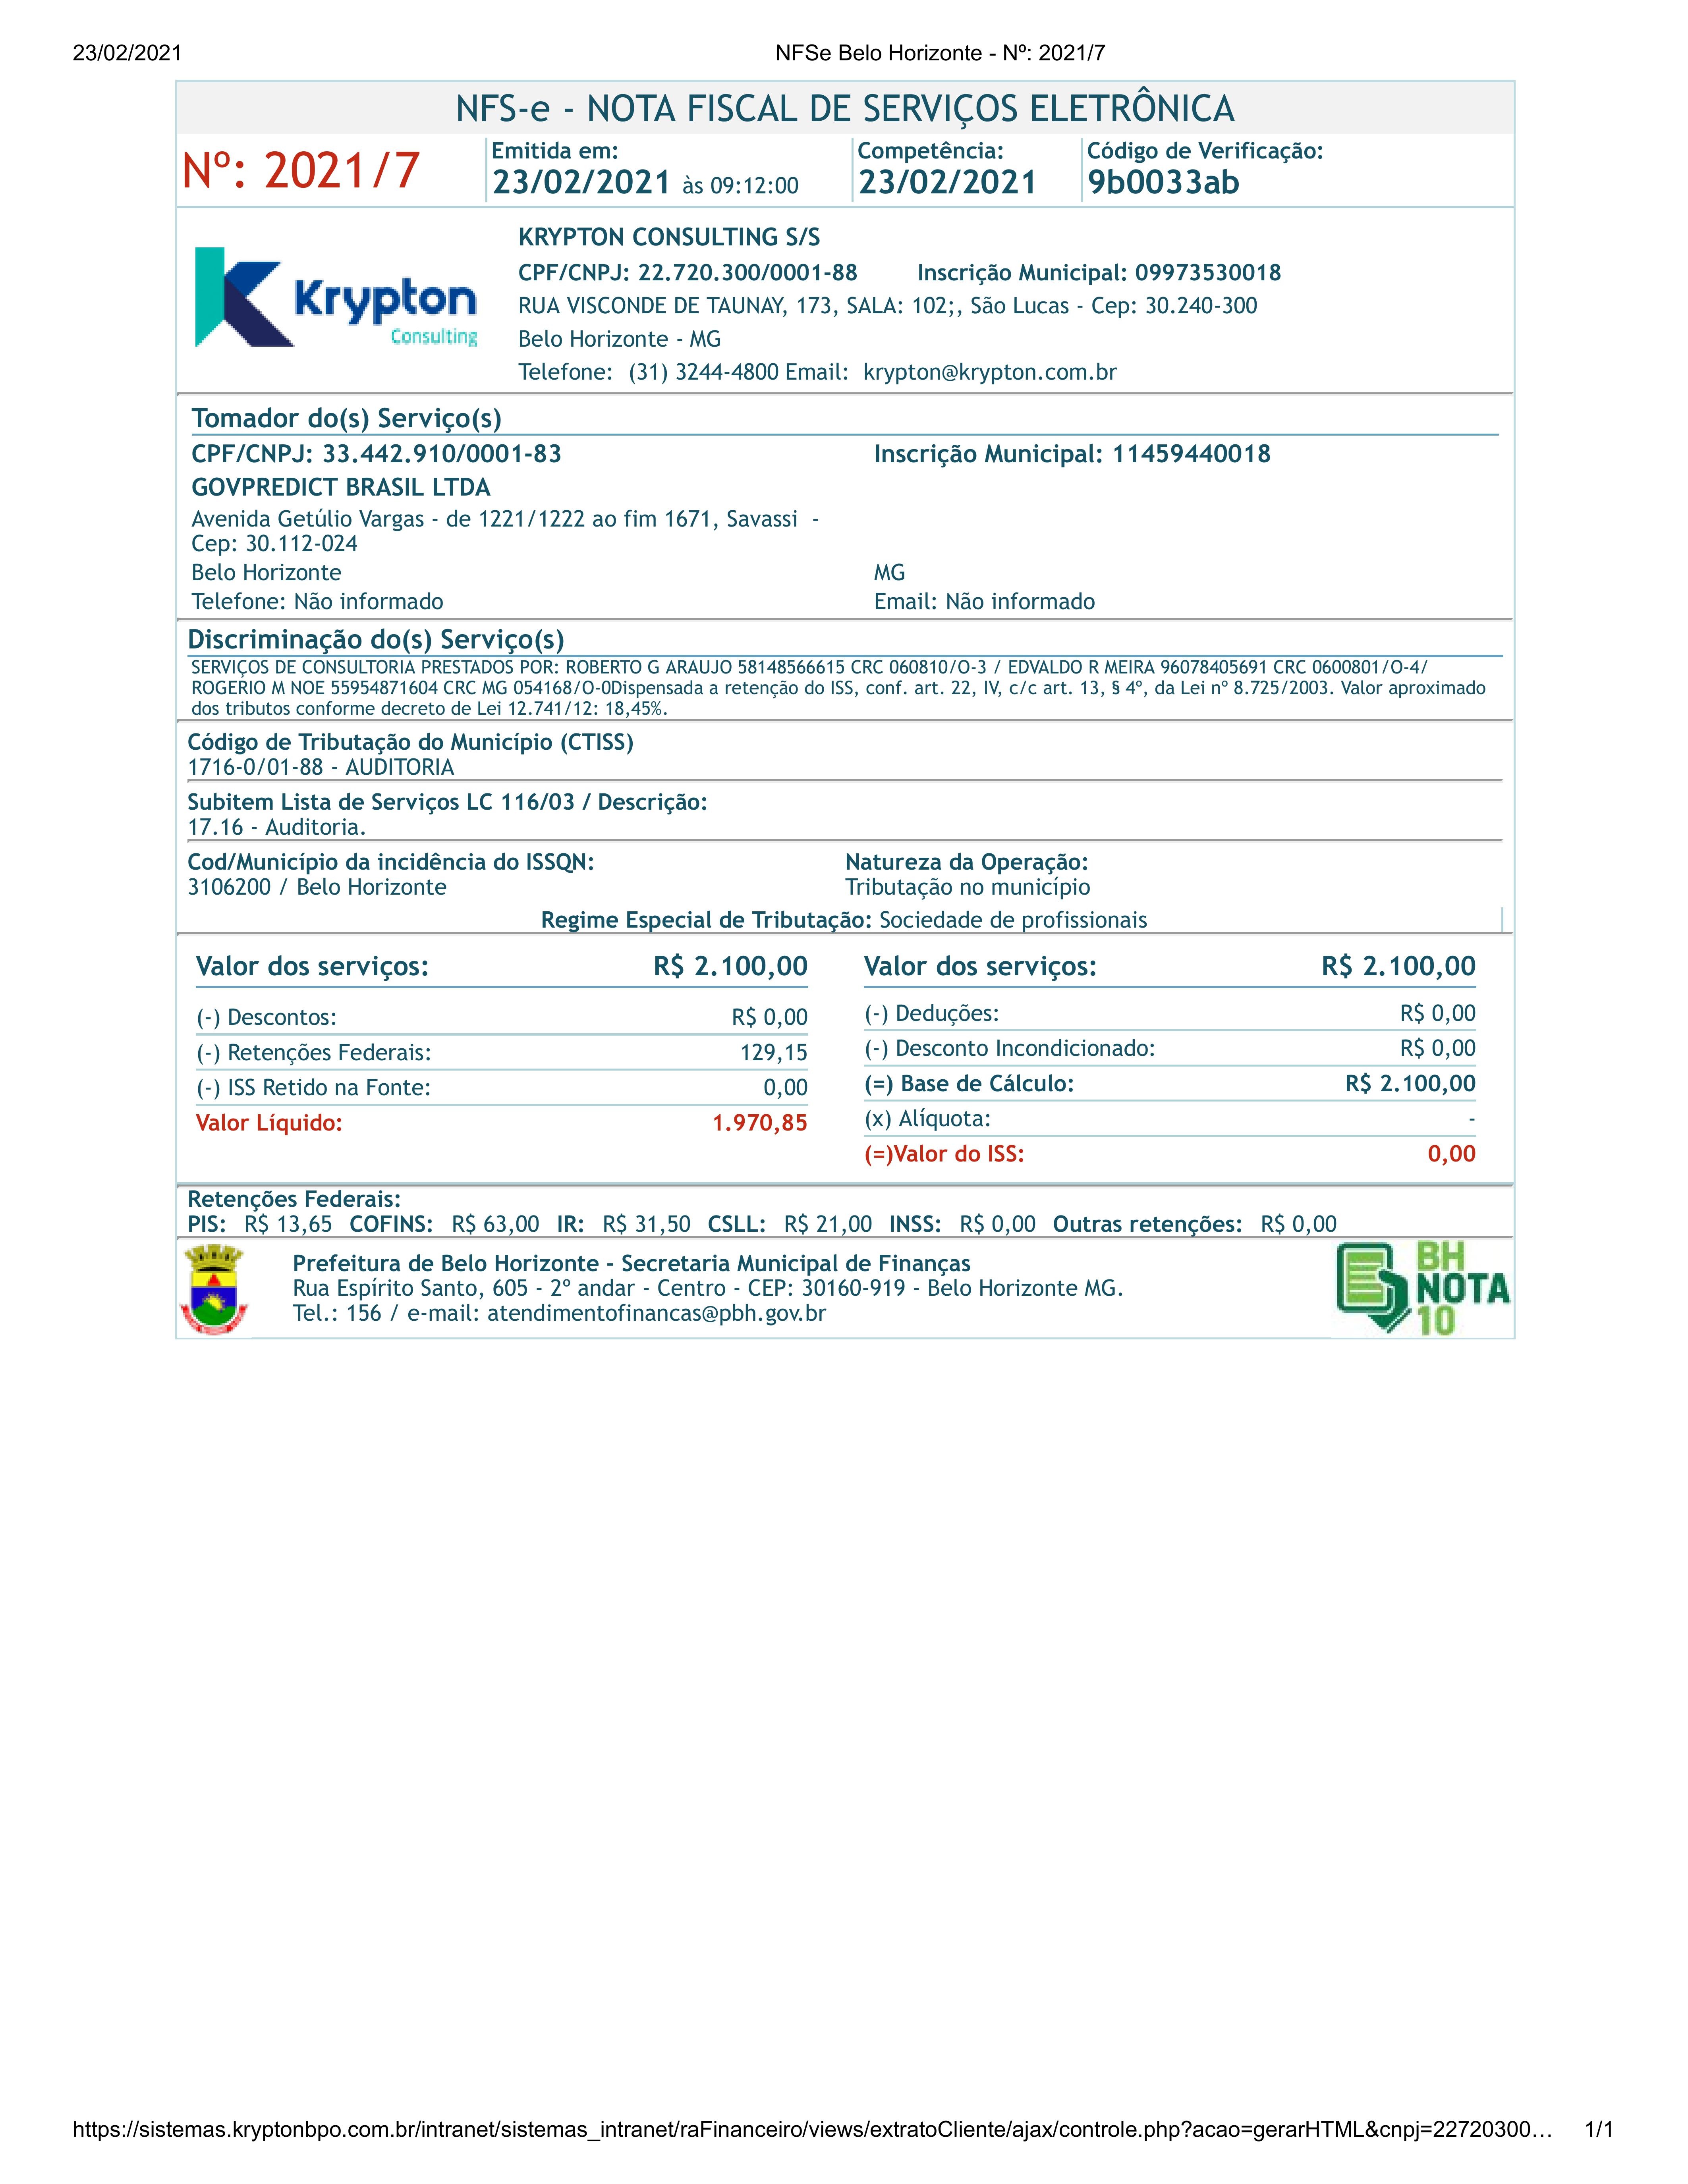 23/02/2021 NFSe Belo Horizonte - Nº: 2021/7
NFS-e - NOTA FISCAL DE SERVIÇOS ELETRÔNICA
Nº: 2021/7
Emitida em:
23/02/2021 às 09:12:00
Competência:
23/02/2021
Código de Verificação:
9b0033ab
Krypton
Consulting
KRYPTON CONSULTING S/S
CPF/CNPJ: 22.720.300/0001-88 Inscrição Municipal: 09973530018
RUA VISCONDE DE TAUNAY, 173, SALA: 102;, São Lucas - Cep: 30.240-300
Belo Horizonte - MG
Telefone: (31) 3244-4800 Email: krypton@krypton.com.br
Tomador do(s) Serviço(s)
CPF/CNPJ: 33.442.910/0001-83 Inscrição Municipal: 11459440018
GOVPREDICT BRASIL LTDA
Avenida Getúlio Vargas - de 1221/1222 ao fim 1671, Savassi -
Cep: 30.112-024
Belo Horizonte MG
Telefone: Não informado Email: Não informado
Discriminação do(s) Serviço(s)
SERVIÇOS DE CONSULTORIA PRESTADOS POR: ROBERTO G ARAUJO 58148566615 CRC 060810/O-3 / EDVALDO R MEIRA 96078405691 CRC 0600801/O-4/
ROGERIO M NOE 55954871604 CRC MG 054168/O-0Dispensada a retenção do ISS, conf. art. 22, IV, c/c art. 13, § 4º, da Lei nº 8.725/2003. Valor aproximado
dos tributos conforme decreto de Lei 12.741/12: 18,45%.
Código de Tributação do Município (CTISS)
1716-0/01-88 - AUDITORIA
Subitem Lista de Serviços LC 116/03 / Descrição:
17.16 - Auditoria.
Cod/Município da incidência do ISSQN: Natureza da Operação:
3106200 / Belo Horizonte Tributação no município
Regime Especial de Tributação: Sociedade de profissionais
Valor dos serviços: R$ 2.100,00
(-) Descontos: R$ 0,00
(-) Retenções Federais: 129,15
(-) ISS Retido na Fonte: 0,00
Valor Líquido: 1.970,85
Valor dos serviços: R$ 2.100,00
(-) Deduções: R$ 0,00
(-) Desconto Incondicionado: R$ 0,00
(=) Base de Cálculo: R$ 2.100,00
(x) Alíquota: -
(=)Valor do ISS: 0,00
Retenções Federais:
PIS: R$ 13,65 COFINS: R$ 63,00 IR: R$ 31,50 CSLL: R$ 21,00 INSS: R$ 0,00 Outras retenções: R$ 0,00
Prefeitura de Belo Horizonte - Secretaria Municipal de Finanças
Rua Espírito Santo, 605 - 2º andar - Centro - CEP: 30160-919 - Belo Horizonte MG.
Tel.: 156 / e-mail: atendimentofinancas@pbh.gov.br
BH
NOTA
10
https://sistemas.kryptonbpo.com.br/intranet/sistemas_intranet/raFinanceiro/views/extratoCliente/ajax/controle.php?acao=gerarHTML&cnpj=22720300… 1/1